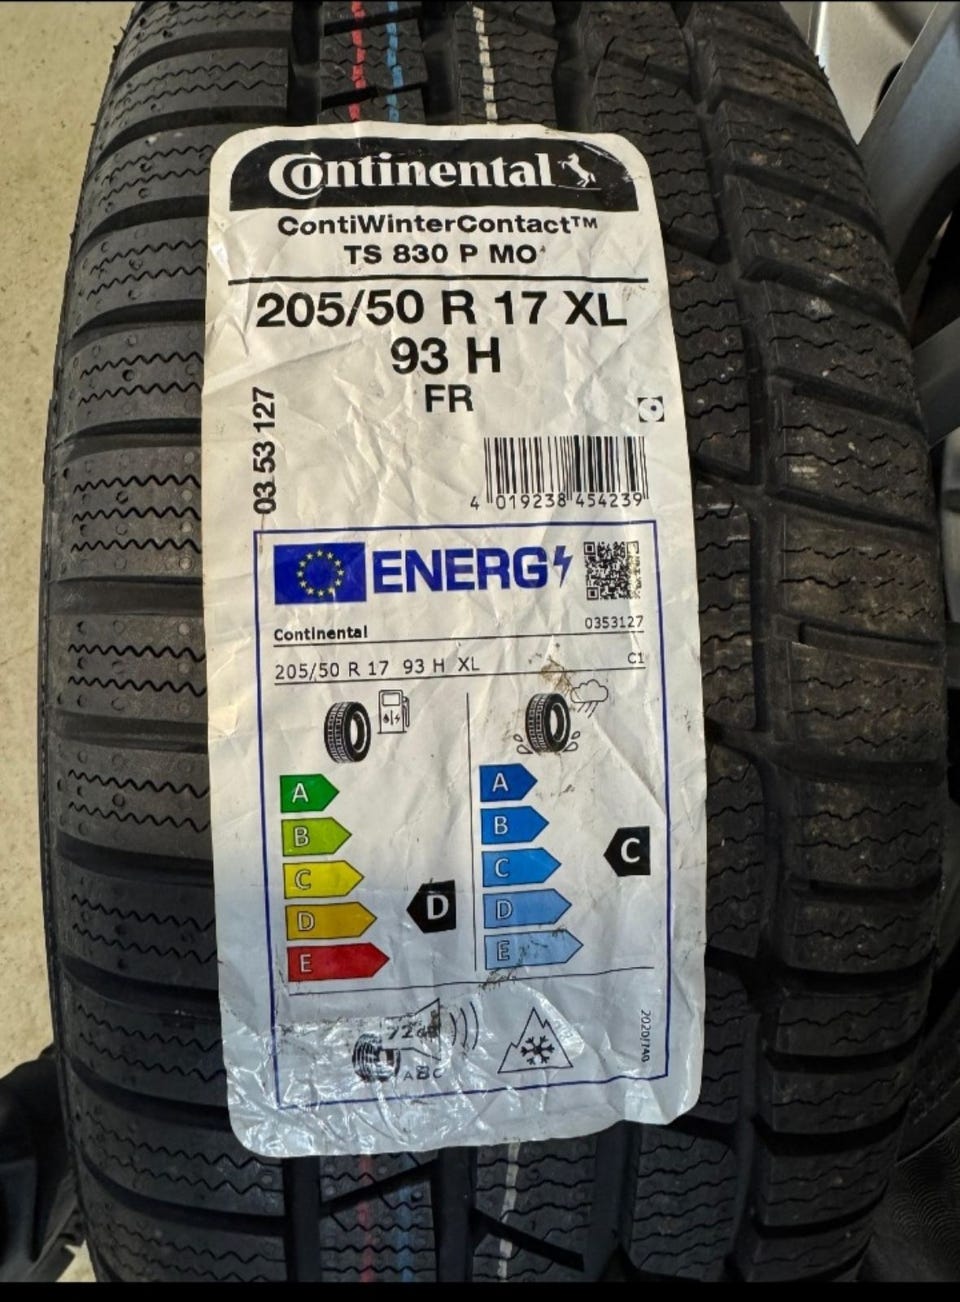 Continental
ContiWinterContact™
TS 830 P MO
205/50 R 17 XL
93 H
FR
03 53 127
4 019238 454239
ENERG
Continental 0353127
205/50 R 17 93 H XL C1
A
B
C
D
E
D
A
B
C
D
E
C
ABC
2020/740